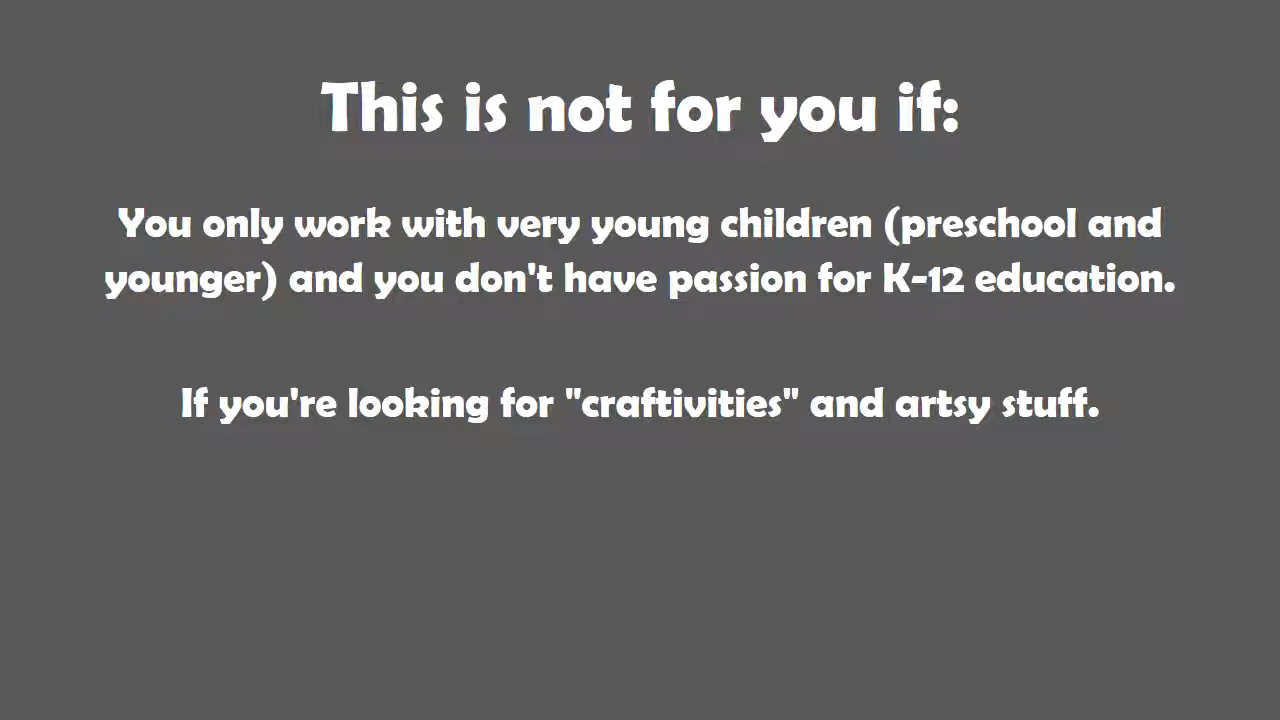 This is not for you if:
You only work with very young children (preschool and
younger) and you don't have passion for K-12 education.
If you're looking for "craftivities" and artsy stuff.